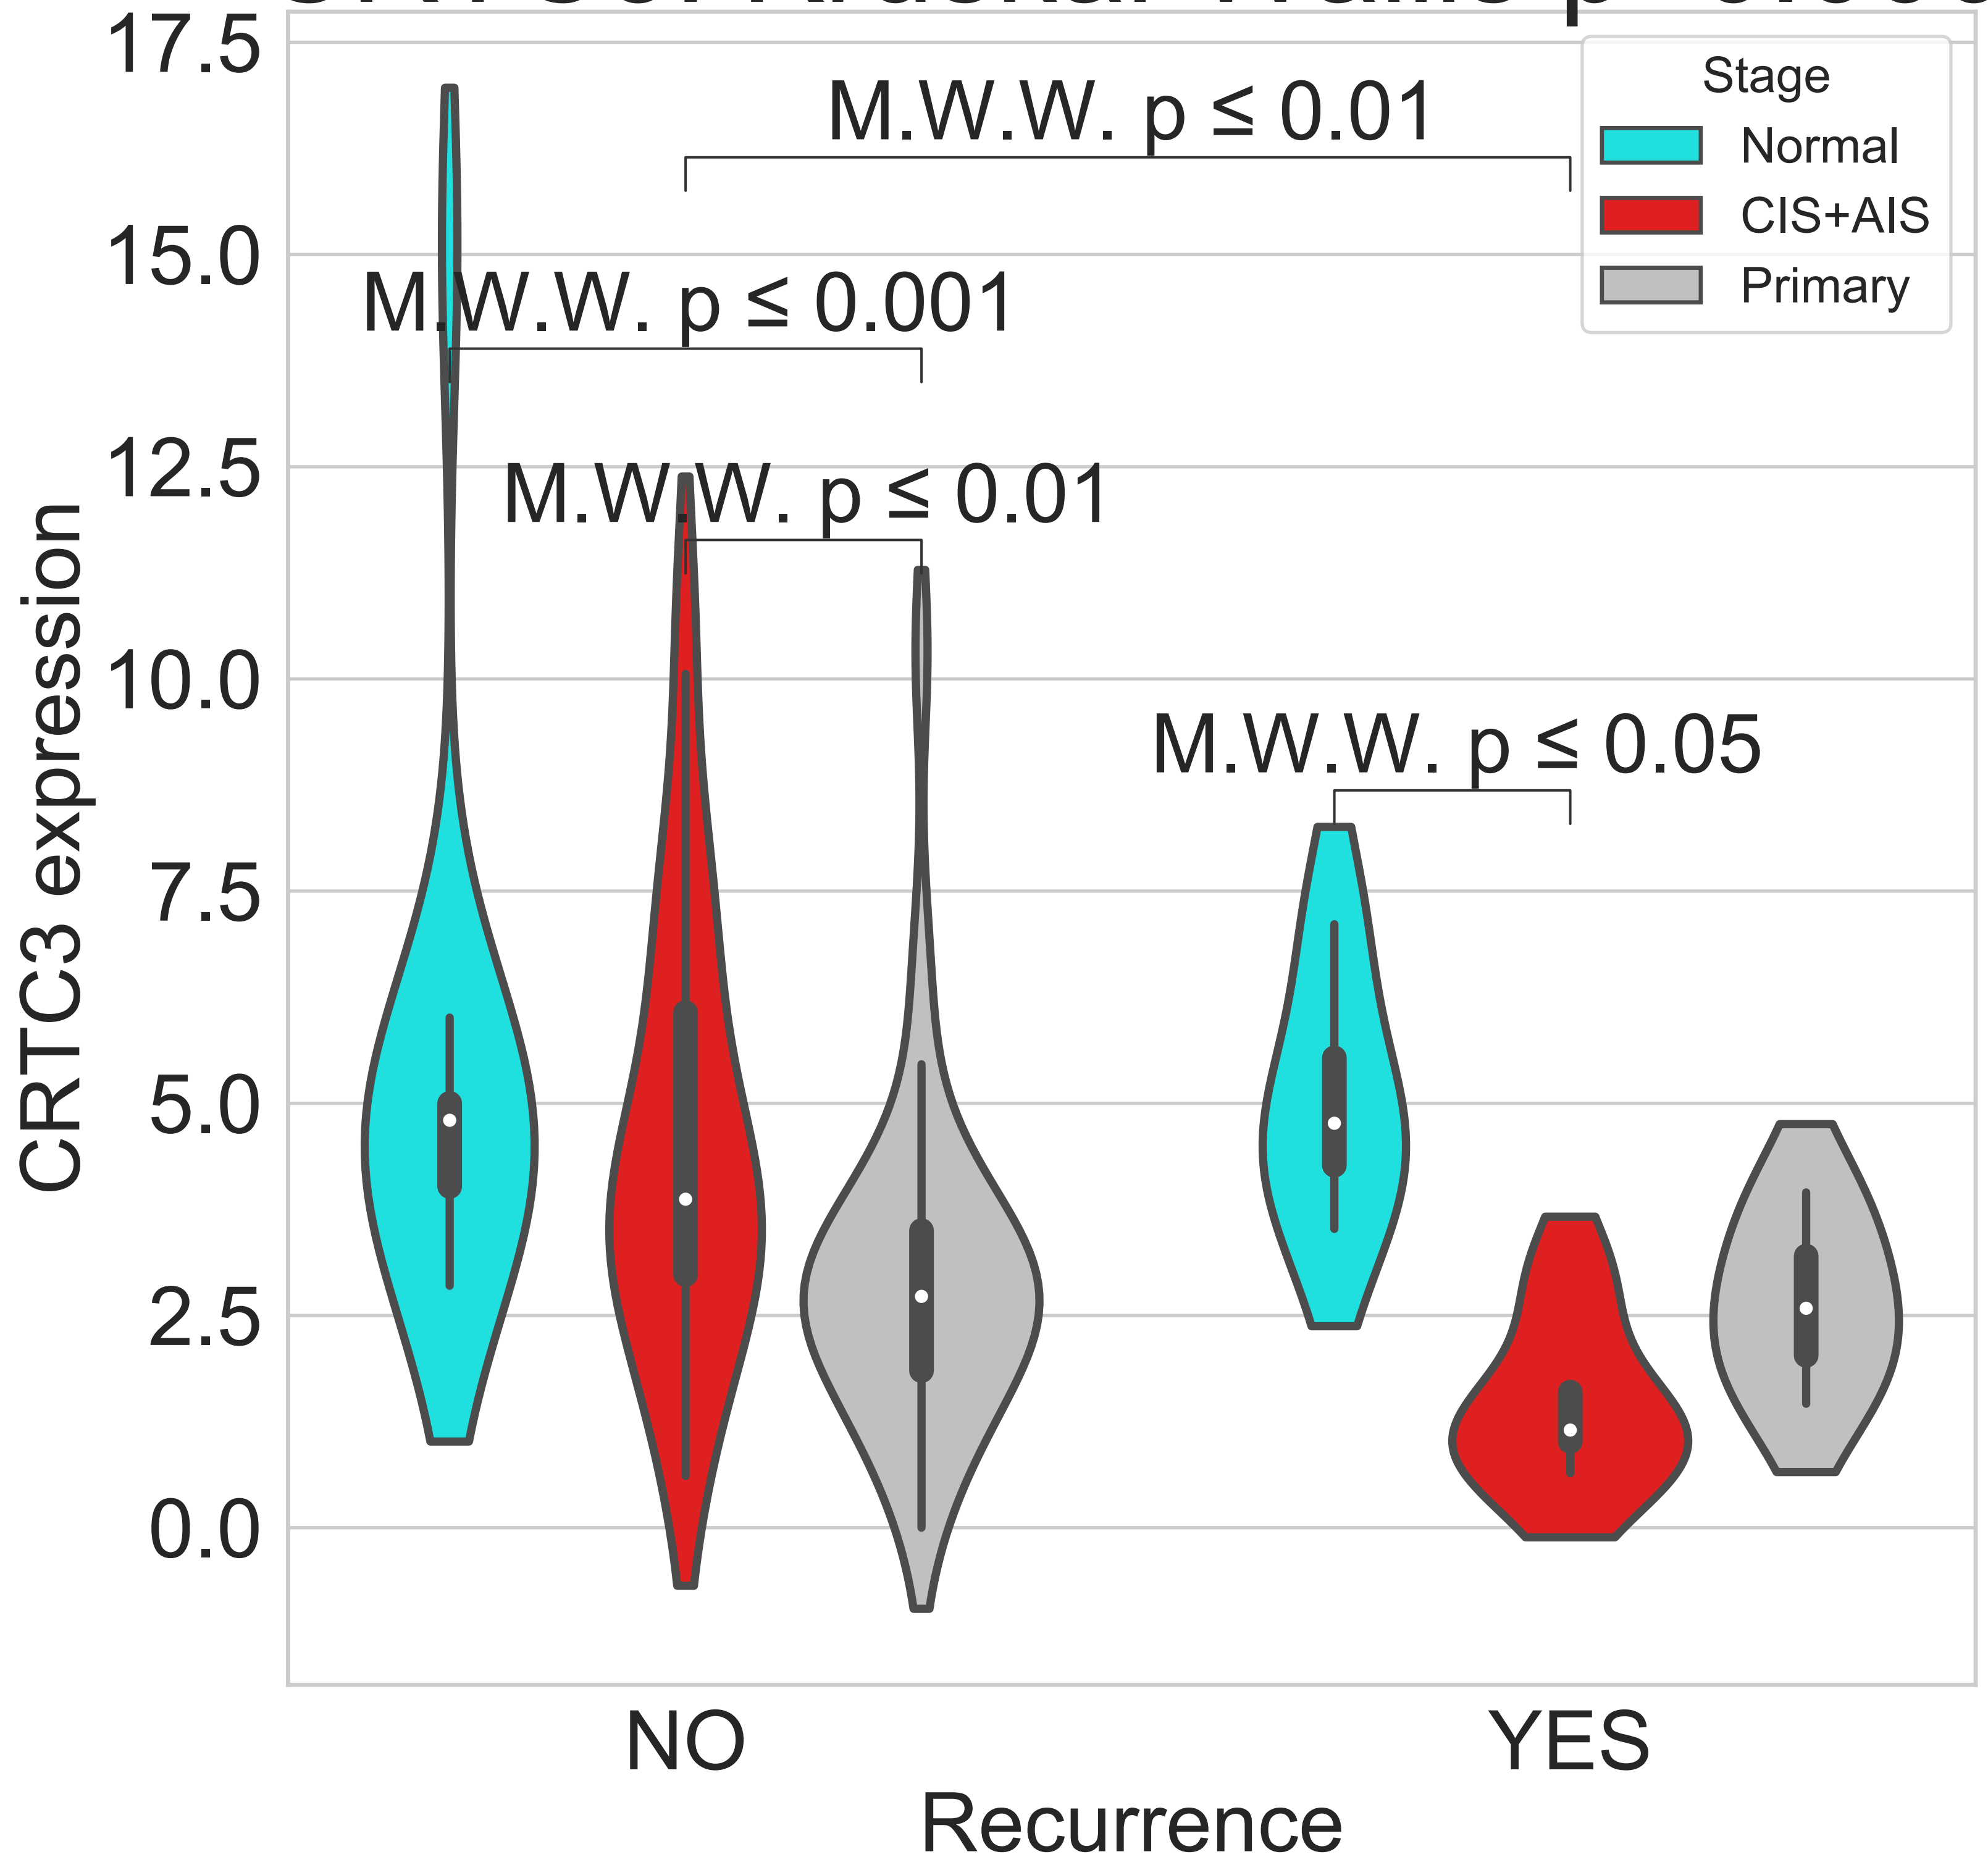 17.5
15.0
12.5
10.0
7.5
5.0
2.5
0.0
CRTC3 expression
M.W.W. p ≤ 0.01
M.W.W. p ≤ 0.001
M.W.W. p ≤ 0.01
M.W.W. p ≤ 0.05
Stage
Normal
CIS+AIS
Primary
NO
YES
Recurrence